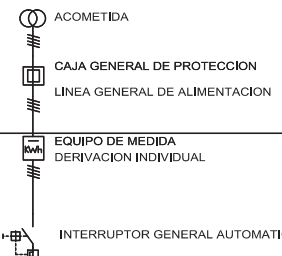 ACOMETIDA
CAJA GENERAL DE PROTECCION
LINEA GENERAL DE ALIMENTACION
EQUIPO DE MEDIDA
KWh
DERIVACION INDIVIDUAL
INTERRUPTOR GENERAL AUTOMATI